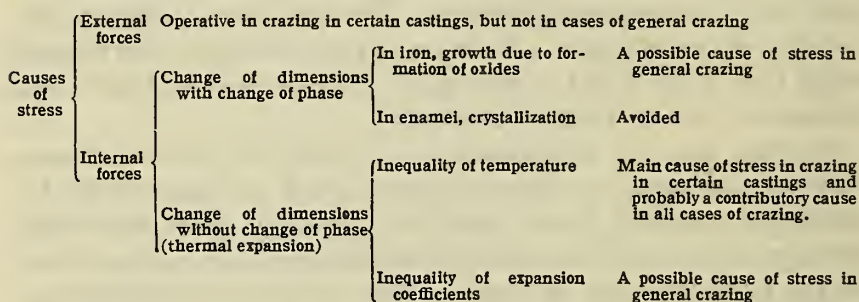 External forces Operative in crazing in certain castings, but not in cases of general crazing
Causes of stress
Internal forces
Change of dimensions with change of phase
In iron, growth due to for-
mation of oxides
A possible cause of stress in
general crazing
In enamel, crystallization Avoided
Change of dimensions
without change of phase
(thermal expansion)
Inequality of temperature
Main cause of stress in crazing
in certain castings and
probably a contributory cause
in all cases of crazing.
Inequality of expansion
coefficients
A possible cause of stress in
general crazing